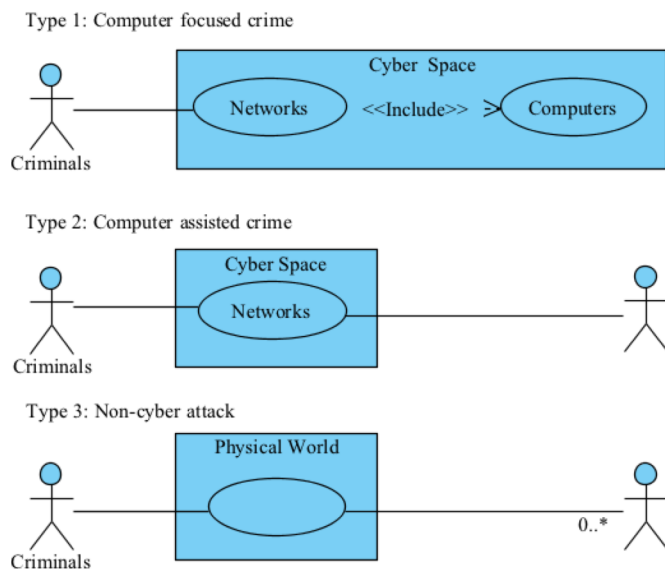 Type 1: Computer focused crime
Cyber Space
Networks <<Include>> Computers
Criminals
Type 2: Computer assisted crime
Cyber Space
Networks
Criminals
Type 3: Non-cyber attack
Physical World
0..*
Criminals